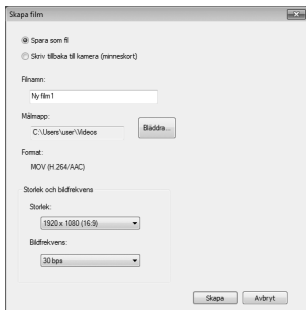 Skapa film
Spara som fil
Skriv tillbaka till kamera (minneskort)
Filnamn:
Ny film1
Målmapp:
C:\Users\user\Videos
Bläddra...
Format:
MOV (H.264/AAC)
Storlek och bildfrekvens
Storlek:
1920 x 1080 (16:9)
Bildfrekvens:
30 bps
Skapa
Avbryt